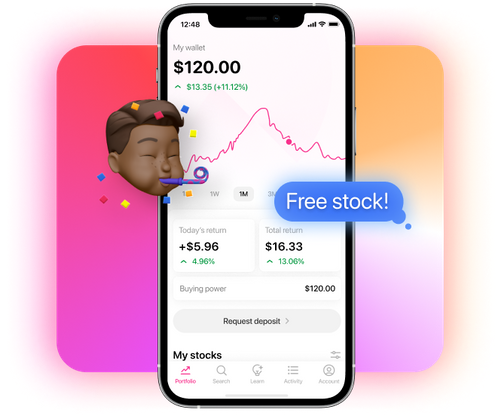 12:48
My wallet
$120.00
$13.35 (+11.12%)
1W 1M
Free stock!
Today's return
+$5.96
4.96%
Total return
$16.33
13.06%
Buying power $120.00
Request deposit
My stocks
Portfolio Search Learn Activity Account